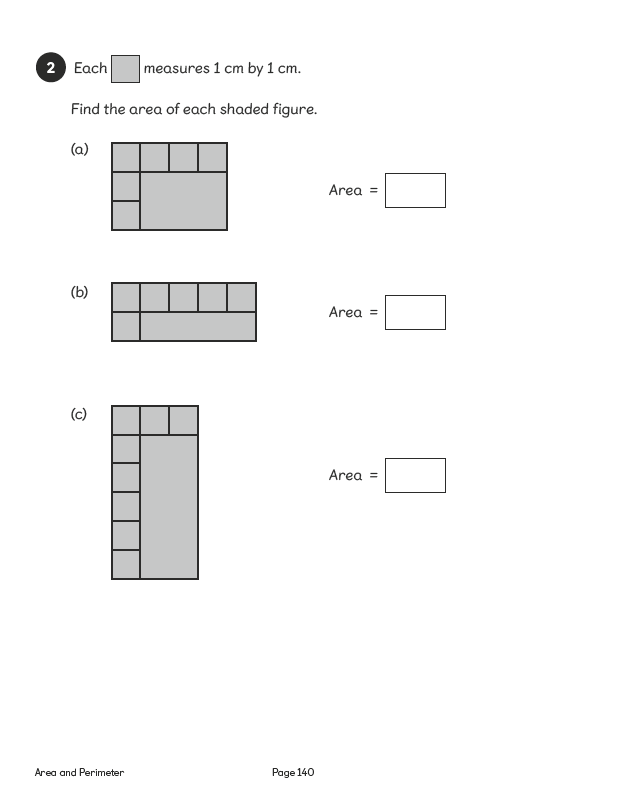 2 Each measures 1 cm by 1 cm.
Find the area of each shaded figure.
(a)
Area =
(b)
Area =
(c)
Area =
Area and Perimeter Page 140